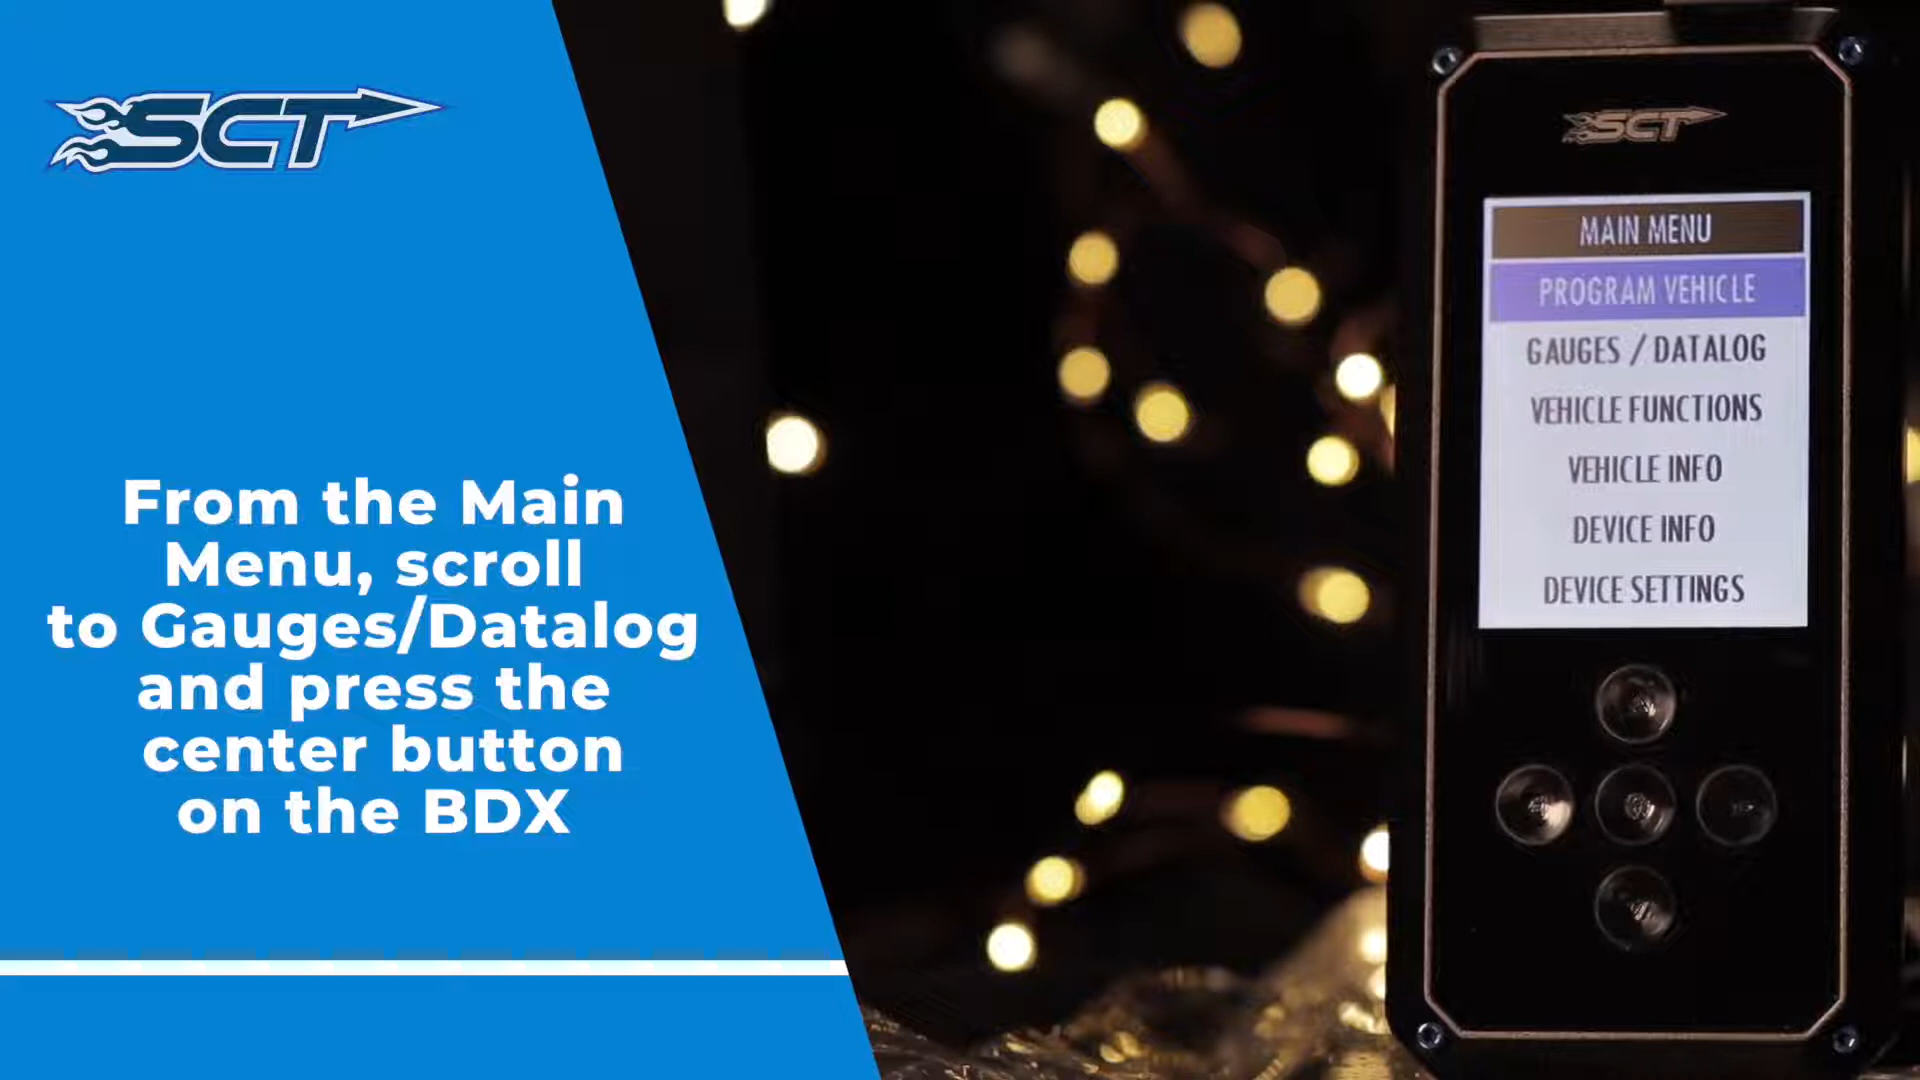 SCT
From the Main
Menu, scroll
to Gauges/Datalog
and press the
center button
on the BDX
SCT
MAIN MENU
PROGRAM VEHICLE
GAUGES / DATALOG
VEHICLE FUNCTIONS
VEHICLE INFO
DEVICE INFO
DEVICE SETTINGS